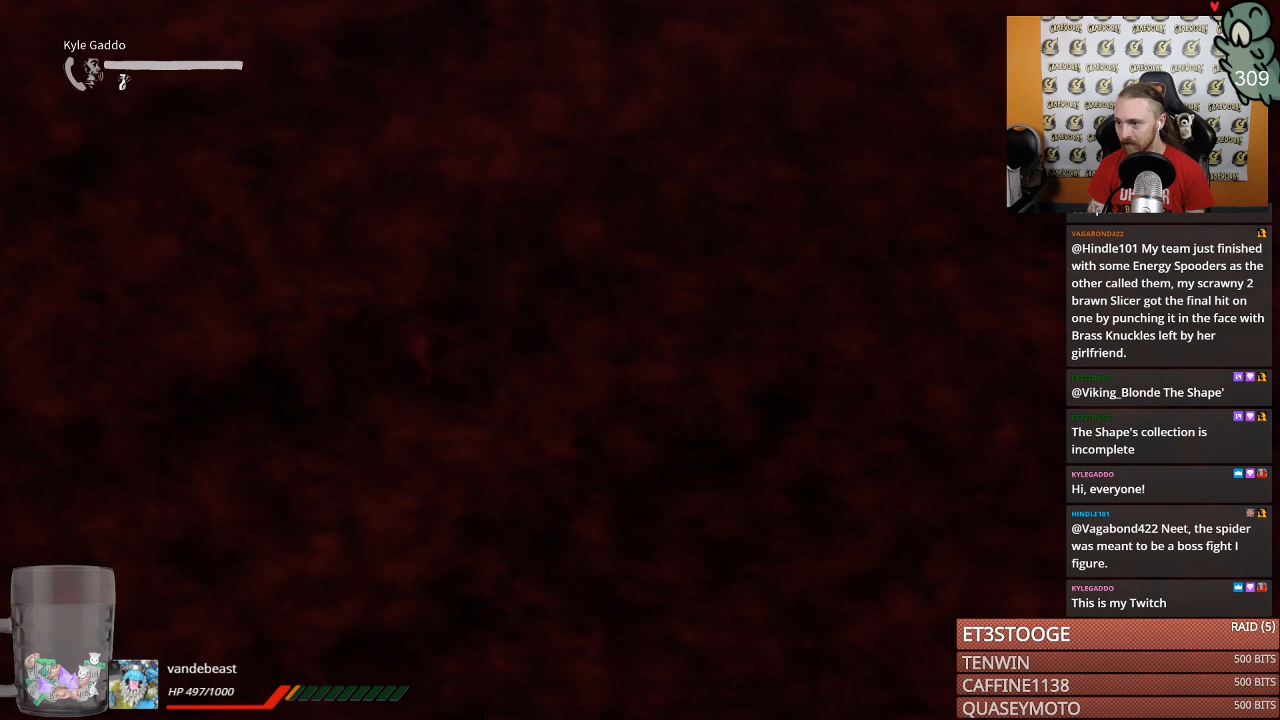 Kyle Gaddo
309
VAGABOND422
@Hindle101 My team just finished
with some Energy Spooders as the
other called them, my scrawny 2
brawn Slicer got the final hit on
one by punching it in the face with
Brass Knuckles left by her
girlfriend.
ET3STOOGE
@Viking_Blonde The Shape'
ET3STOOGE
The Shape's collection is
incomplete
KYLEGADDO
Hi, everyone!
HINDLE101
@Vagabond422 Neet, the spider
was meant to be a boss fight I
figure.
KYLEGADDO
This is my Twitch
ET3STOOGE RAID (5)
TENWIN 500 BITS
CAFFINE1138 500 BITS
QUASEYMOTO 500 BITS
vandebeast
HP 497/1000